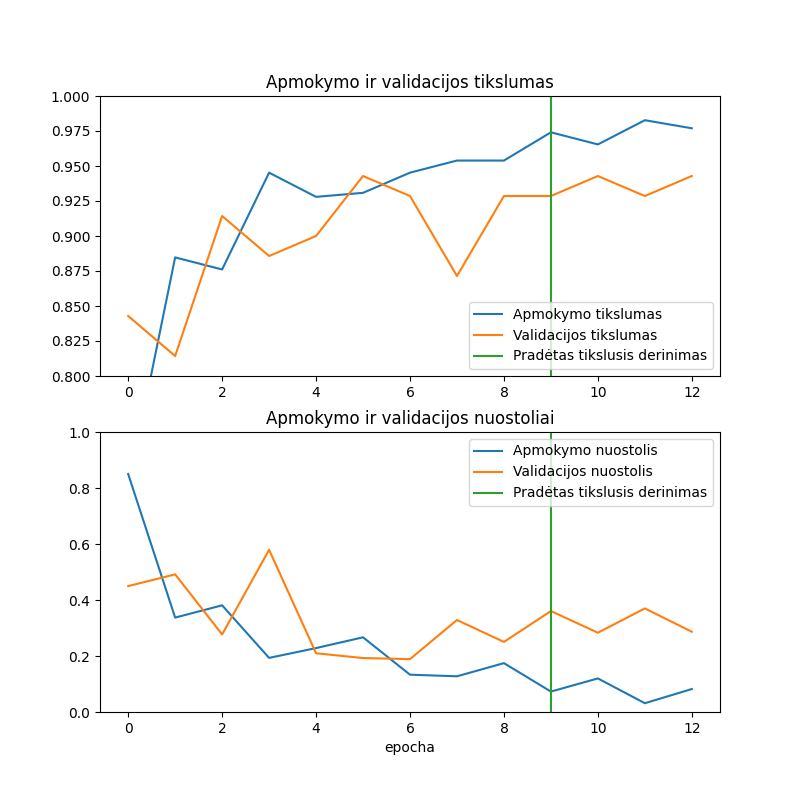 Apmokymo ir validacijos tikslumas
1.000
0.975
0.950
0.925
0.900
0.875
0.850
0.825
0.800
Apmokymo tikslumas
Validacijos tikslumas
Pradėtas tikslusis derinimas
0 2 4 6 8 10 12
Apmokymo ir validacijos nuostoliai
1.0
0.8
0.6
0.4
0.2
0.0
Apmokymo nuostolis
Validacijos nuostolis
Pradėtas tikslusis derinimas
0 2 4 6 8 10 12
epocha